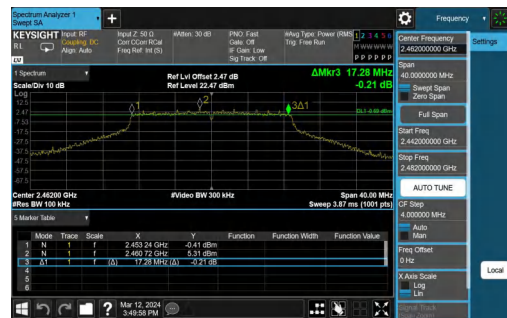 Spectrum Analyzer 1
Swept SA
+
Frequency
KEYSIGHT
Input: RF
Coupling: DC
Align: Auto
Input Z: 50 Ω
Corr CCorr RCal
Freq Ref: Int (S)
#Atten: 30 dB
PNO: Fast
Gate: Off
IF Gain: Low
Sig Track: Off
#Avg Type: Power (RMS)
Trig: Free Run
1 2 3 4 5 6
M W W W W W
P P P P P P
RL
LV
1 Spectrum
Scale/Div 10 dB
Ref Lvl Offset 2.47 dB
Ref Level 22.47 dBm
ΔMkr3 17.28 MHz
-0.21 dB
Log
12.5
2.47
-7.53
-17.5
-27.5
-37.5
-47.5
-57.5
-67.5
1
2
3Δ1
Center 2.46200 GHz
#Res BW 100 kHz
#Video BW 300 kHz
Span 40.00 MHz
Sweep 3.87 ms (1001 pts)
5 Marker Table
Mode Trace Scale X Y Function Function Width Function Value
1 N 1 f 2.453 24 GHz -0.41 dBm
2 N 1 f 2.460 72 GHz 5.31 dBm
3 Δ1 1 f (Δ) 17.28 MHz (Δ) -0.21 dB
4
5
6
Mar 12, 2024
3:49:58 PM
Center Frequency
2.462000000 GHz
Settings
Span
40.0000000 MHz
Swept Span
Zero Span
Full Span
Start Freq
2.442000000 GHz
Stop Freq
2.482000000 GHz
AUTO TUNE
CF Step
4.000000 MHz
Auto
Man
Freq Offset
0 Hz
Local
X Axis Scale
Log
Lin
Signal Track